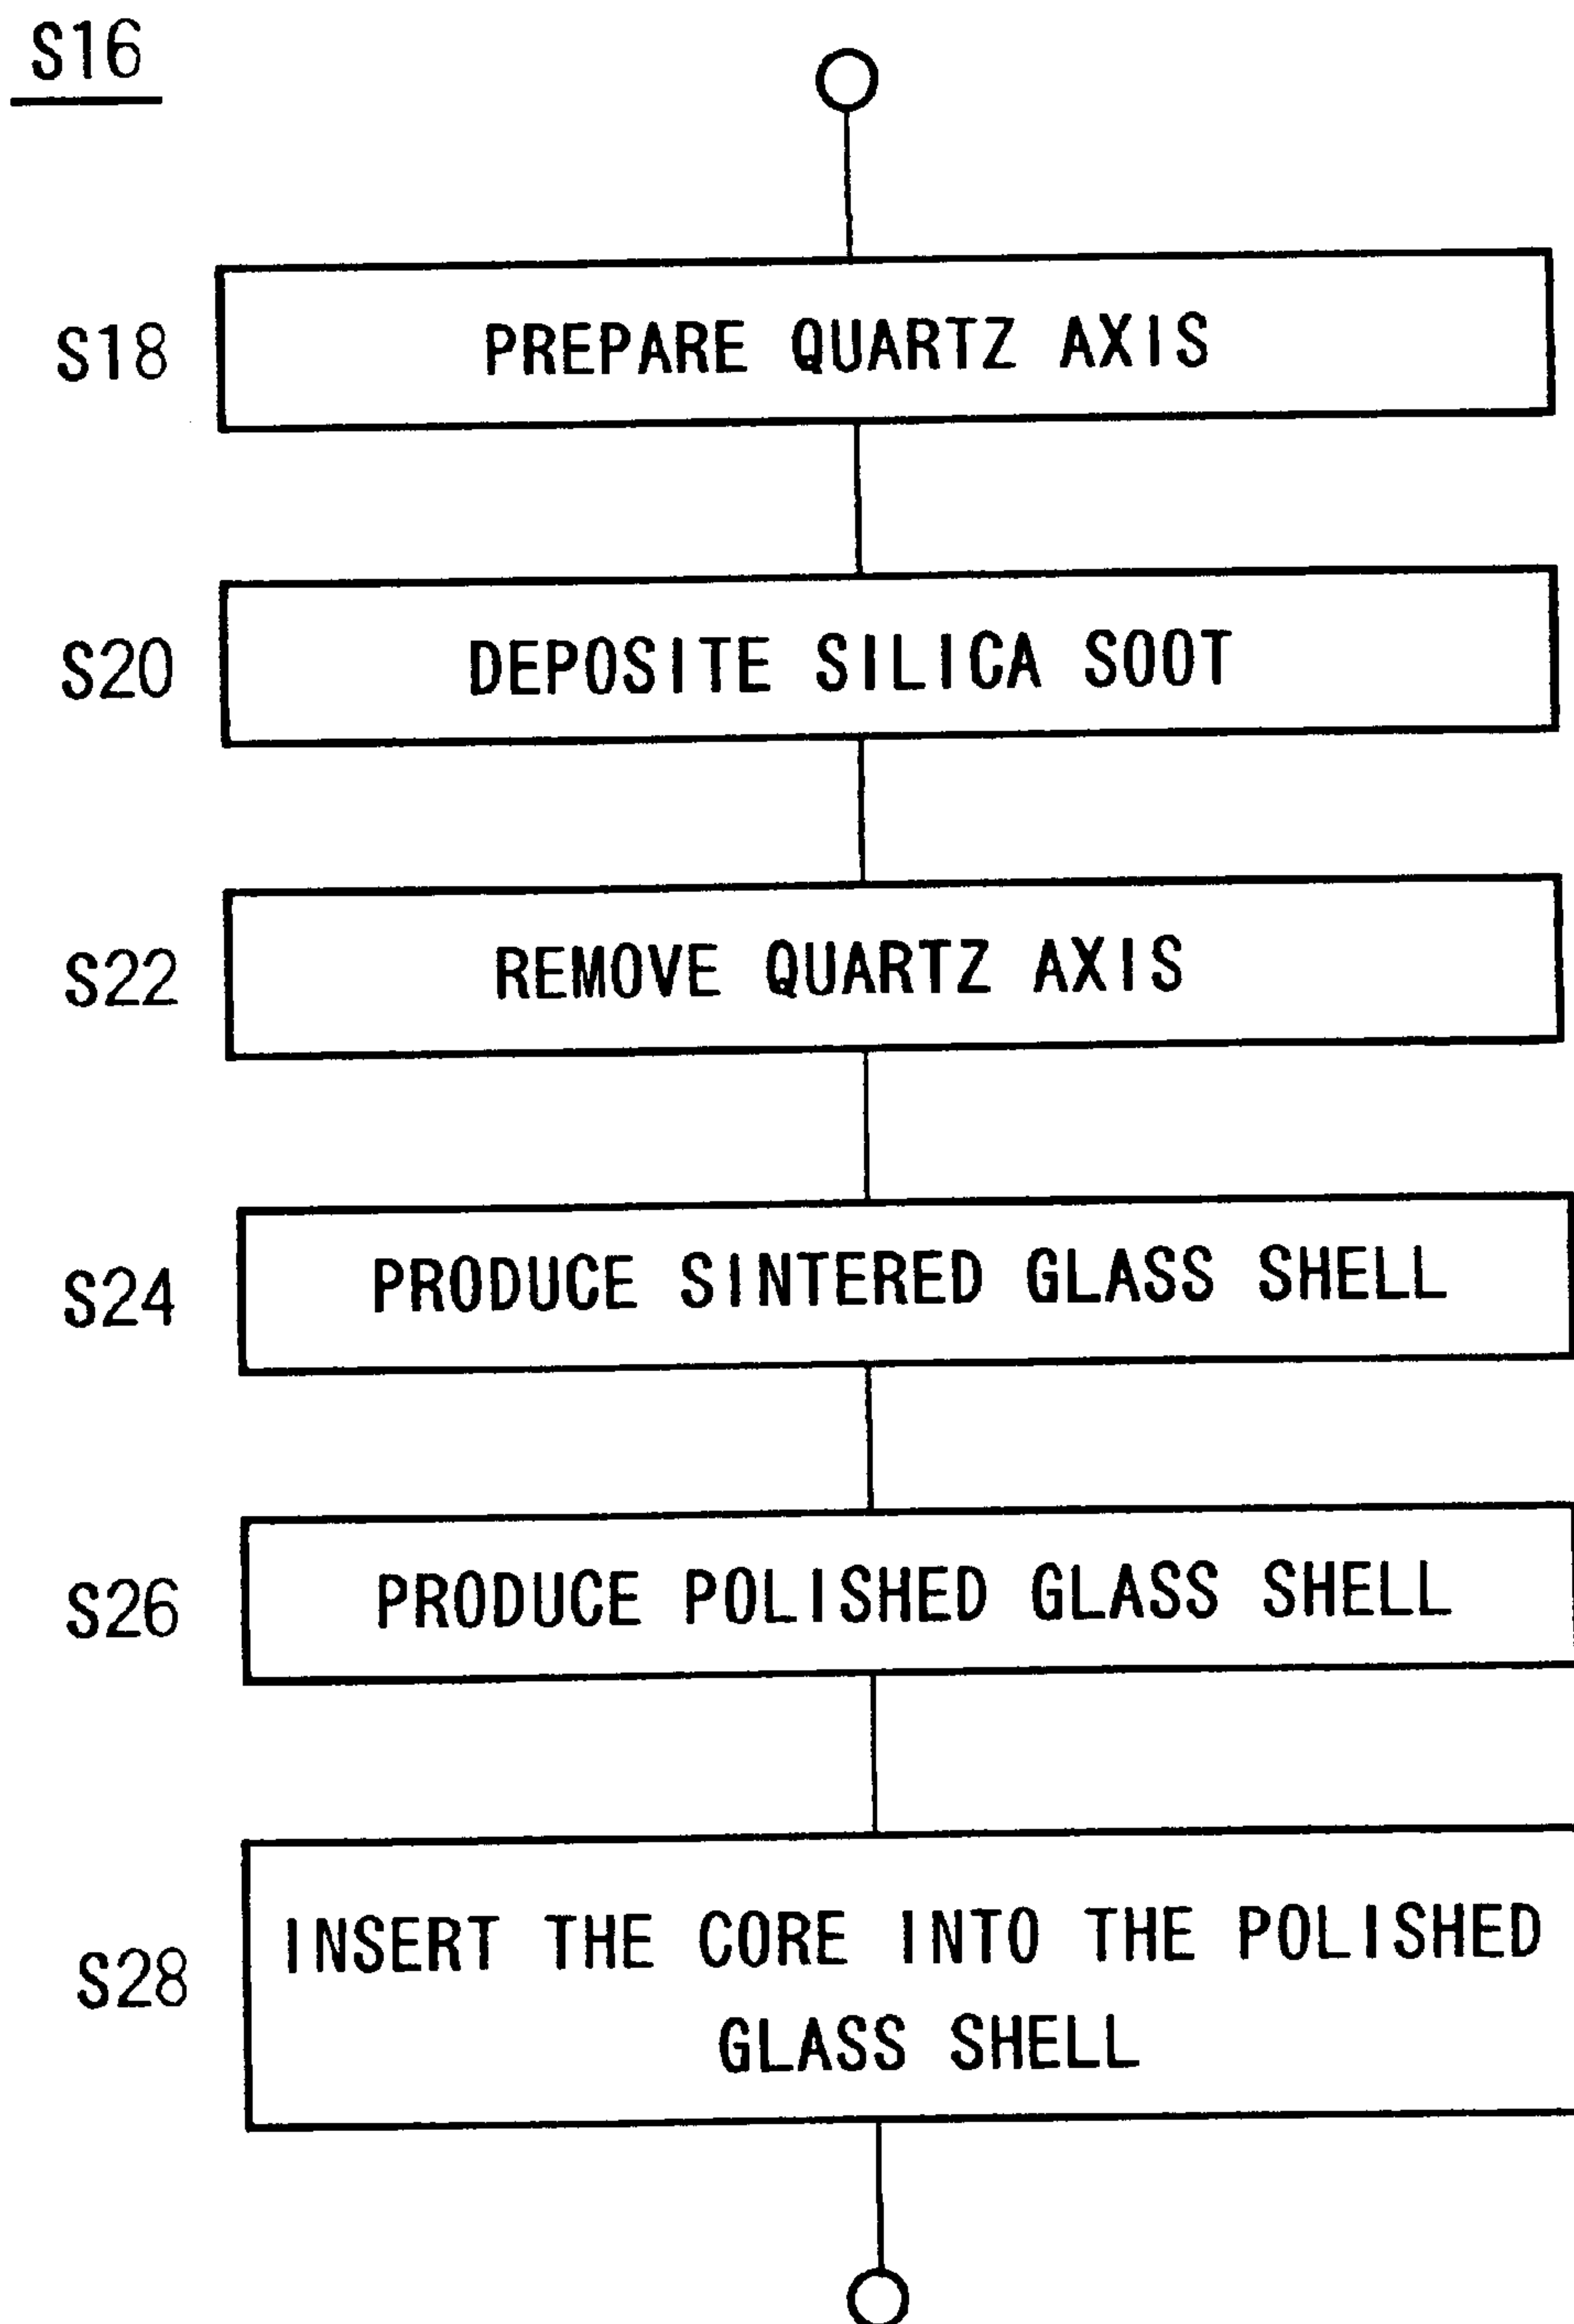 S16
S18 PREPARE QUARTZ AXIS
S20 DEPOSITE SILICA SOOT
S22 REMOVE QUARTZ AXIS
S24 PRODUCE SINTERED GLASS SHELL
S26 PRODUCE POLISHED GLASS SHELL
S28 INSERT THE CORE INTO THE POLISHED
GLASS SHELL